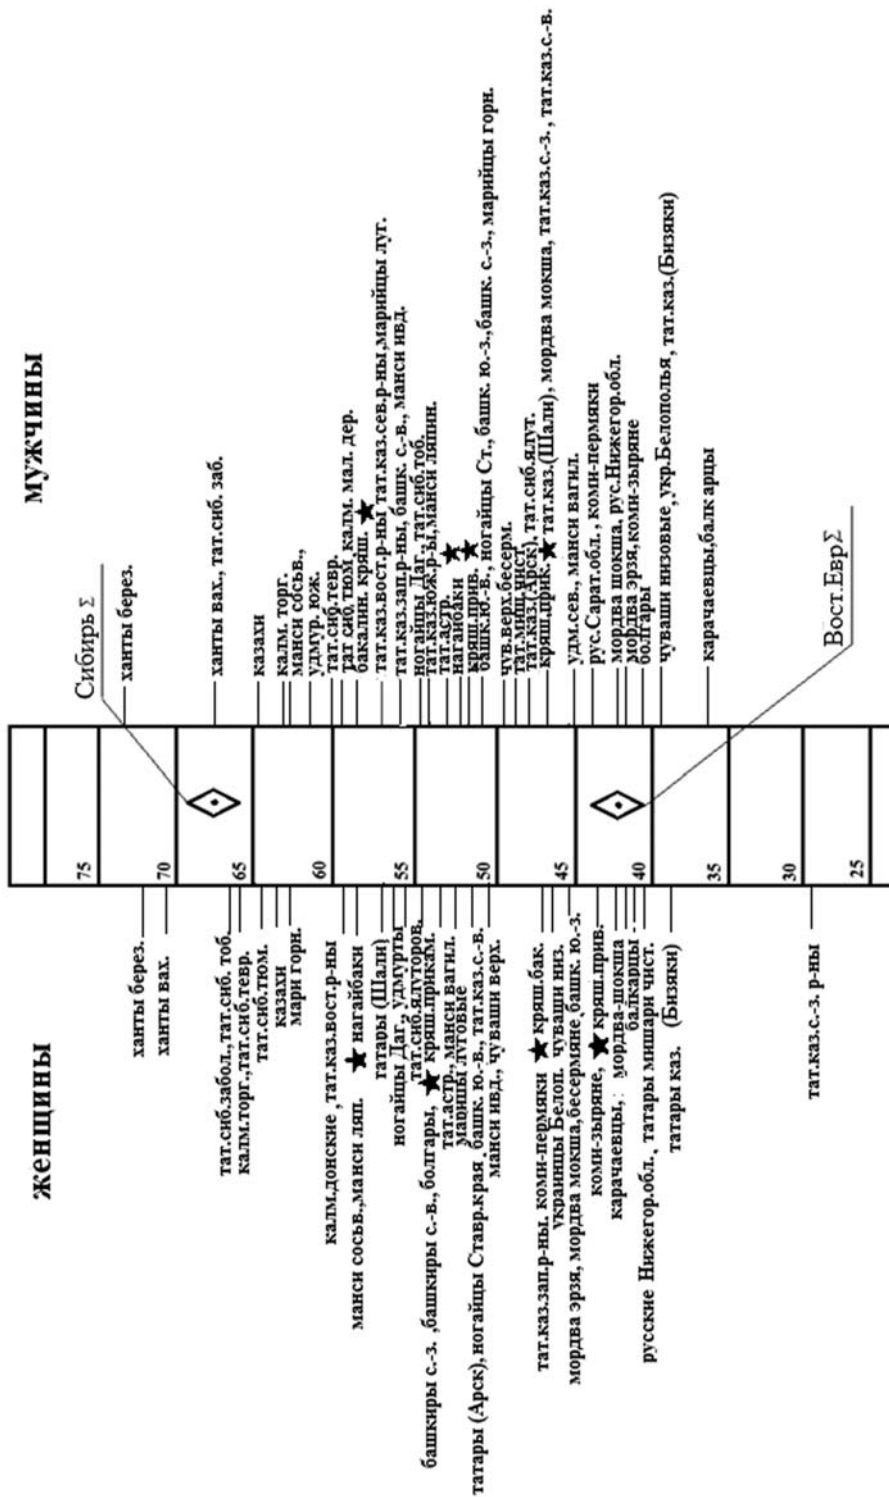 мужчины
Сибирь Σ
ханты берез.
ханты вах., тат.сиб. заб.
казахи
калм. торг.
манси сосьв.,
удмур. юж.
тат.сиб.тевр.
тат сиб.тюм, калм. мал. дер.
бакалин. кряш. ★
тат.каз.вост.р-ны тат.каз.сев.р-ны,марийцы луг.
тат.каз.зап.р-ны, башк. с.-в., манси ивд.
ногайцы Даг., тат.сиб.тоб.
тат.каз.юж.р-ы,манси ляпин.
тат.астр.
нагайбаки ★
кряш.прив. ★
башк.ю.-в., ногайцы Ст., башк. ю.-з.,башк. с.-з., марийцы горн.
чув.верх.бесерм.
тат.миш.чист.
тат.каз.(Арск), тат.сиб.ялут.
кряш.прик. ★ тат.каз.(Шали), мордва мокша, тат.каз.с.-з. , тат.каз.с.-в.
удм.сев., манси вагил.
рус.Сарат.обл., коми-пермяки
мордва шокша, рус.Нижегор.обл.
мордва эрзя,коми-зыряне
болгары
чуваши низовые ,укр.Белополья , тат.каз.(Бизяки)
карачаевцы,балк арцы
Вост.ЕврΣ
75
70
65
60
55
50
45
40
35
30
25
женщины
ханты берез.
ханты вах.
тат.сиб.забол.,тат.сиб. тоб.
калм.торг.,тат.сиб.тевр.
тат.сиб.тюм.
казахи
мари горн.
калм.донские ,тат.каз.вост.р-ны
манси сосьв.,манси ляп. ★ нагайбаки
татары (Шали)
ногайцы Даг., удмурты
тат.сиб.ялуторов.
башкиры с.-з. ,башкиры с.-в., болгары, ★ кряш.прикам.
тат.астр., манси вагил.
марицы луговые
татары (Арск), ногайцы Ставр.края ,башк. ю.-в., тат.каз.с.-в.
манси ивд., чуваши верх.
тат.каз.зап.р-ны. коми-пермяки ★ кряш.бак.
украинцы Белоп. чуваши низ.
мордва эрзя, мордва мокша,бесермяне,башк. ю.-з.
коми-зыряне, ★ кряш.прив.
карачаевцы, : мордва-шокша
балкарцы
русские Нижегор.обл., татары мишари чист.
татары каз. (Бизяки)
тат.каз.с.-з. р-ны